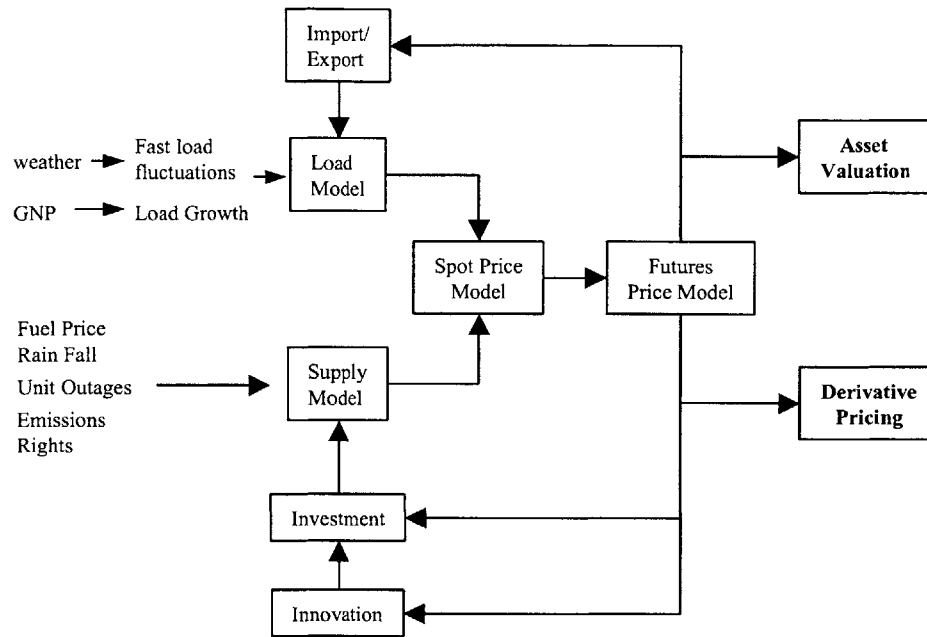 Import/
Export
weather
Fast load
fluctuations
Load
Model
Asset
Valuation
GNP
Load Growth
Spot Price
Model
Futures
Price Model
Fuel Price
Rain Fall
Unit Outages
Emissions
Rights
Supply
Model
Derivative
Pricing
Investment
Innovation